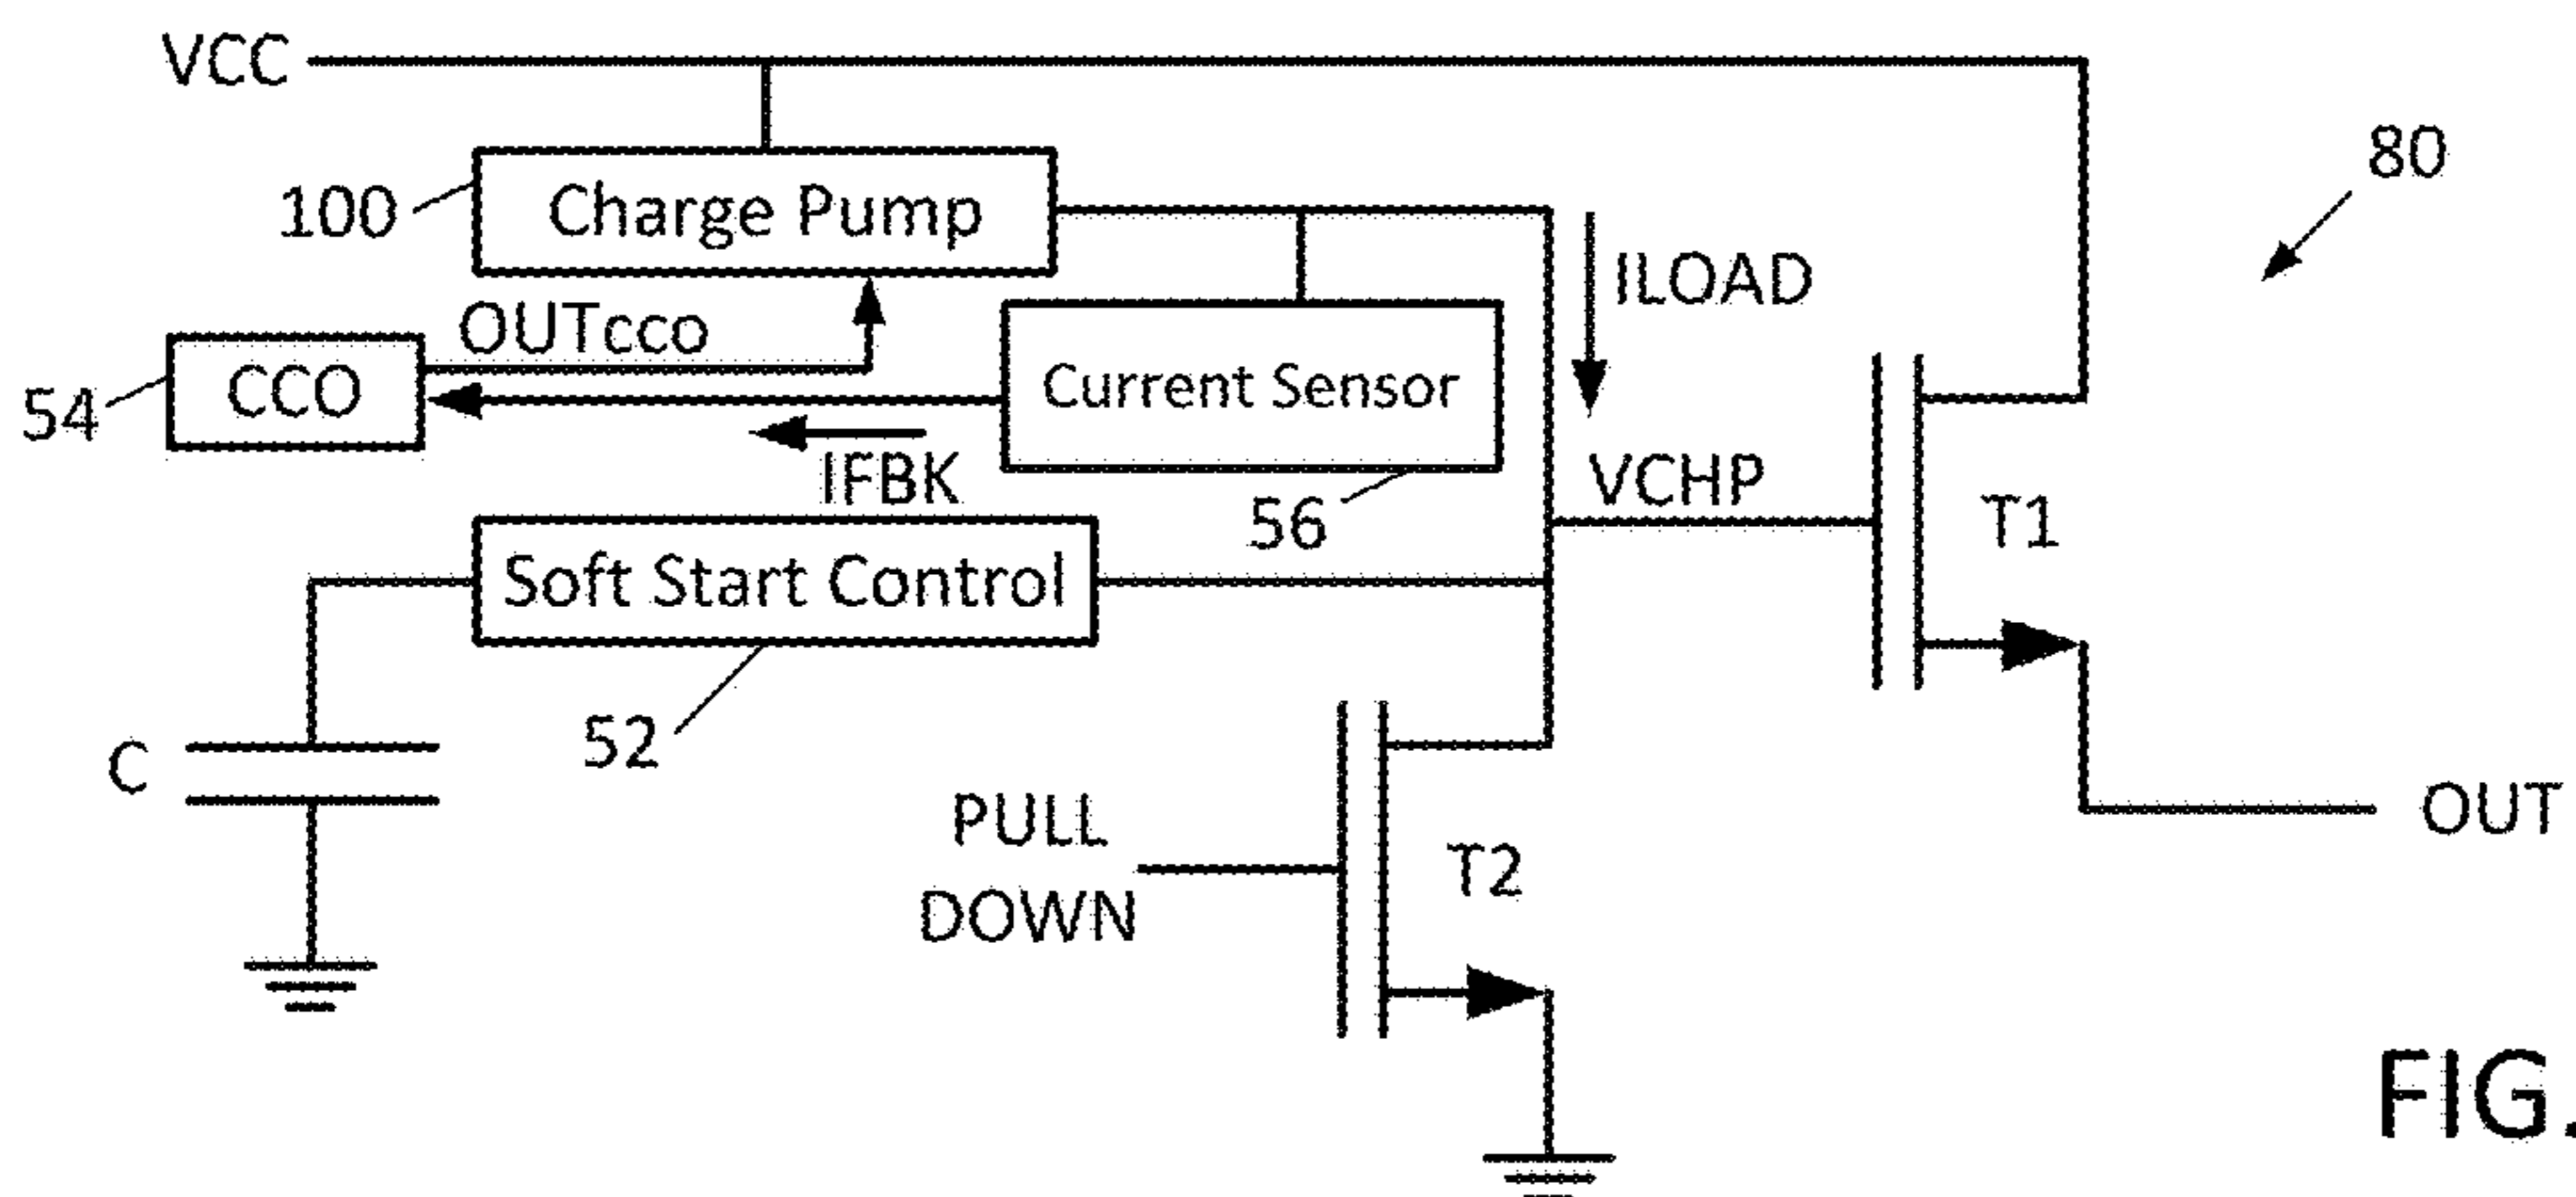 VCC
80
100
Charge Pump
ILOAD
OUTcco
CCO
54
Current Sensor
IFBK
VCHP
56
T1
Soft Start Control
52
C
PULL
DOWN
T2
OUT
FIG.